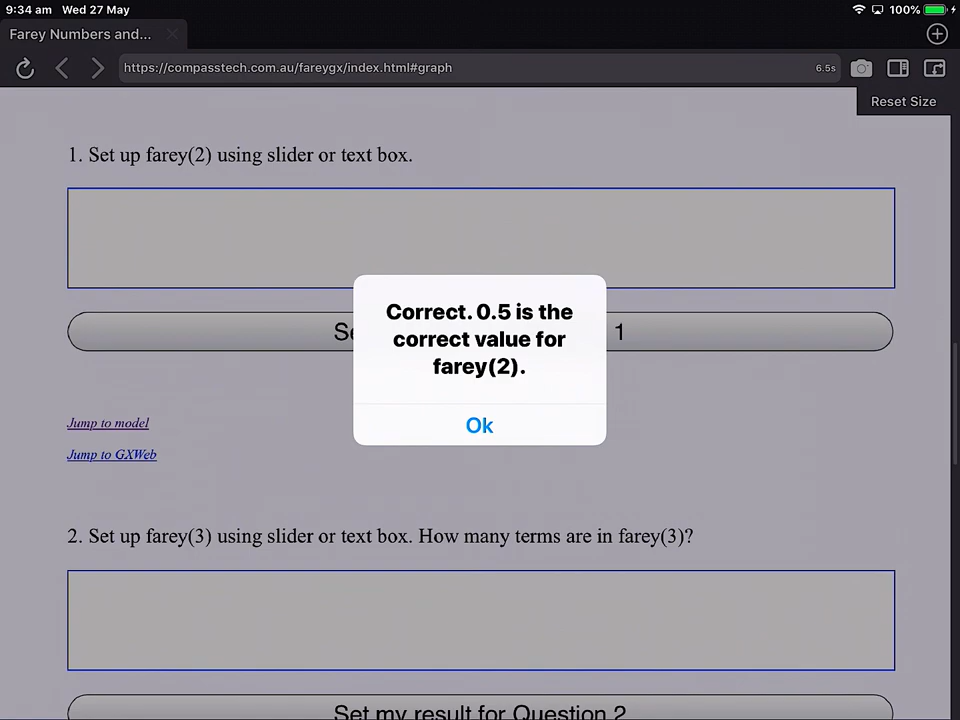 9:34 am Wed 27 May
100%
Farey Numbers and...
https://compasstech.com.au/fareygx/index.html#graph
6.5s
Reset Size
1. Set up farey(2) using slider or text box.
Correct. 0.5 is the
correct value for
farey(2).
Ok
Se
1
Jump to model
Jump to GXWeb
2. Set up farey(3) using slider or text box. How many terms are in farey(3)?
Set my result for Question 2